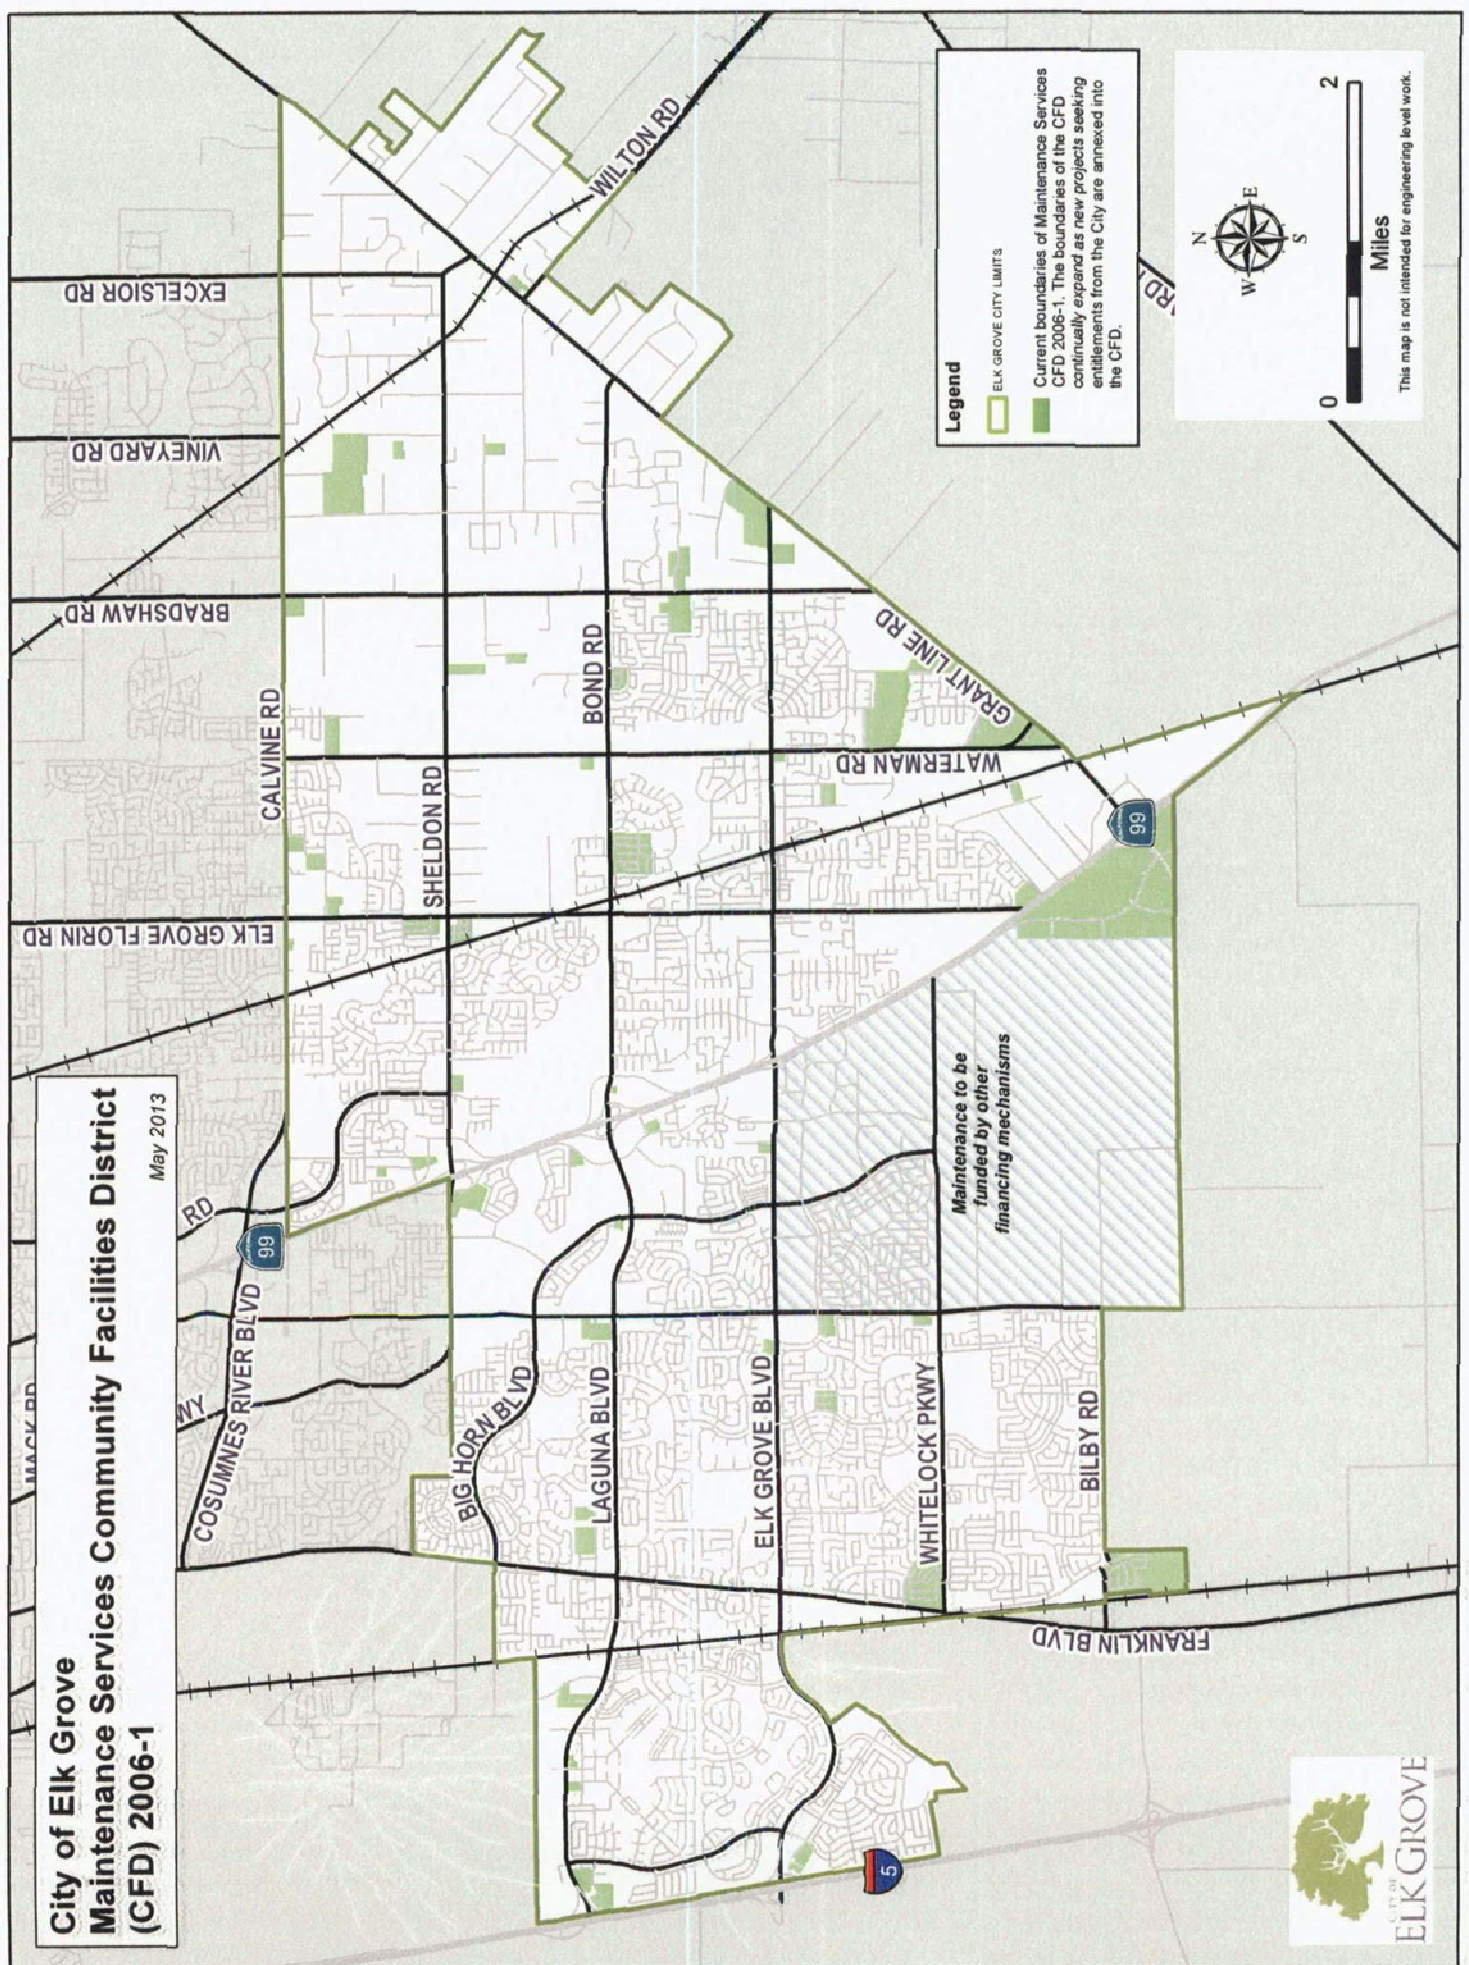 City of Elk Grove
Maintenance Services Community Facilities District
(CFD) 2006-1
May 2013
RD
99
WY
COSUMNES RIVER BLVD
ELK GROVE FLORIN RD
BRADSHAW RD
VINEYARD RD
EXCELSIOR RD
CALVINE RD
SHELDON RD
BOND RD
WILTON RD
BIG HORN BLVD
LAGUNA BLVD
ELK GROVE BLVD
WHITELOCK PKWY
BILBY RD
FRANKLIN BLVD
WATERMAN RD
GRANT LINE RD
99
5
Maintenance to be
funded by other
financing mechanisms
Legend
ELK GROVE CITY LIMITS
Current boundaries of Maintenance Services
CFD 2006-1. The boundaries of the CFD
continually expand as new projects seeking
entitlements from the City are annexed into
the CFD.
RD
N
W
E
S
0
2
Miles
This map is not intended for engineering level work.
CITY OF
ELK GROVE